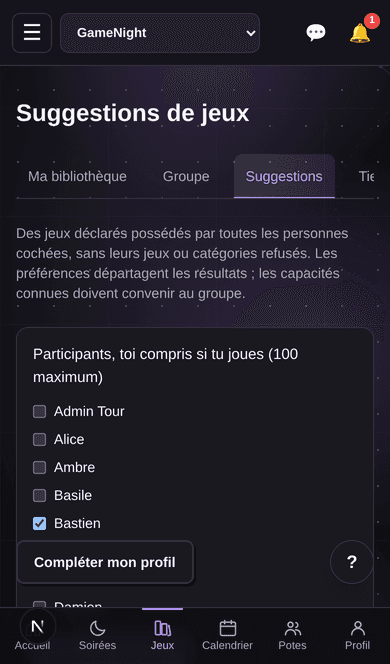 GameNight
1
Suggestions de jeux
Ma bibliothèque
Groupe
Suggestions
Tie
Des jeux déclarés possédés par toutes les personnes
cochées, sans leurs jeux ou catégories refusés. Les
préférences départagent les résultats ; les capacités
connues doivent convenir au groupe.
Participants, toi compris si tu joues (100
maximum)
Admin Tour
Alice
Ambre
Basile
Bastien
Compléter mon profil
?
Damien
N
Accueil
Soirées
Jeux
Calendrier
Potes
Profil